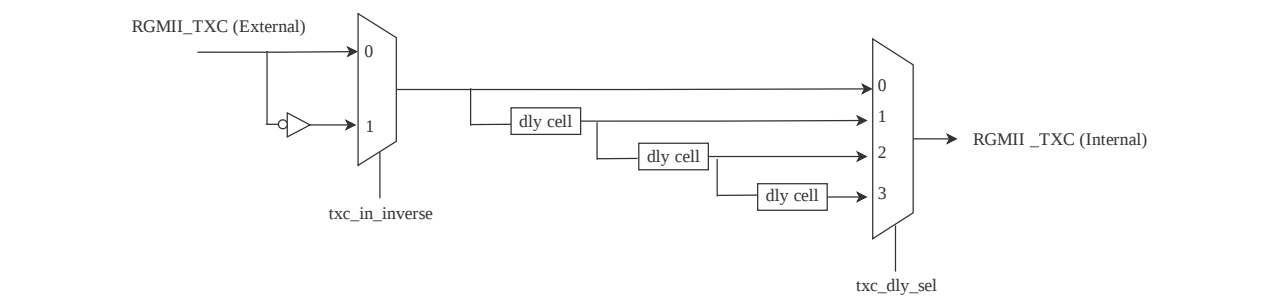 RGMII_TXC (External)
0
1
txc_in_inverse
dly cell
dly cell
dly cell
0
1
2
3
RGMII _TXC (Internal)
txc_dly_sel